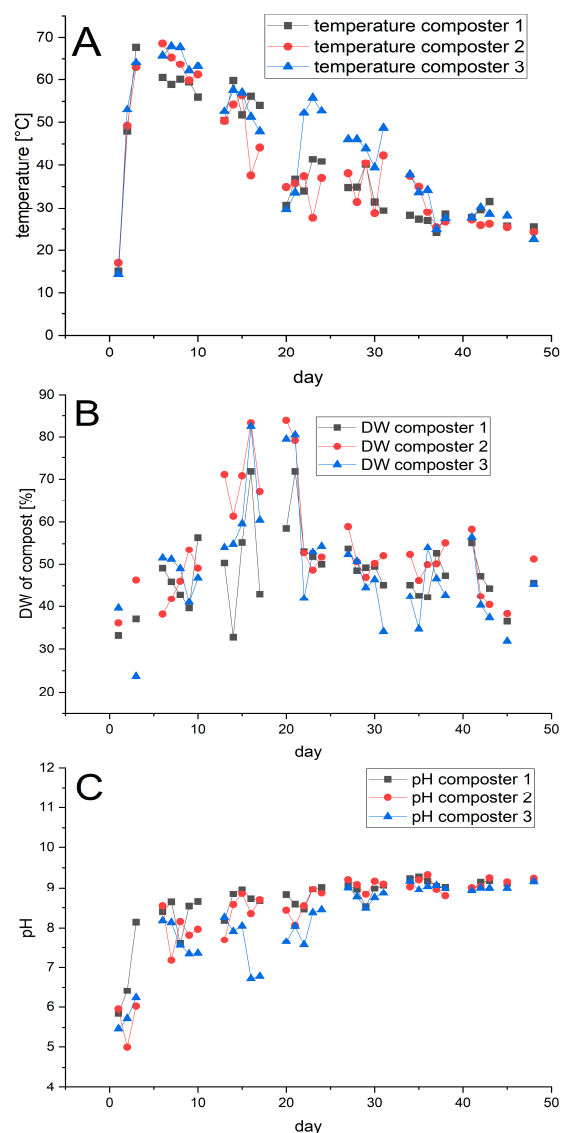 A
temperature composter 1
temperature composter 2
temperature composter 3
temperature [°C]
70
60
50
40
30
20
10
0
0 10 20 30 40 50
day
B
DW composter 1
DW composter 2
DW composter 3
DW of compost [%]
90
80
70
60
50
40
30
20
0 10 20 30 40 50
day
C
pH composter 1
pH composter 2
pH composter 3
pH
12
11
10
9
8
7
6
5
4
0 10 20 30 40 50
day